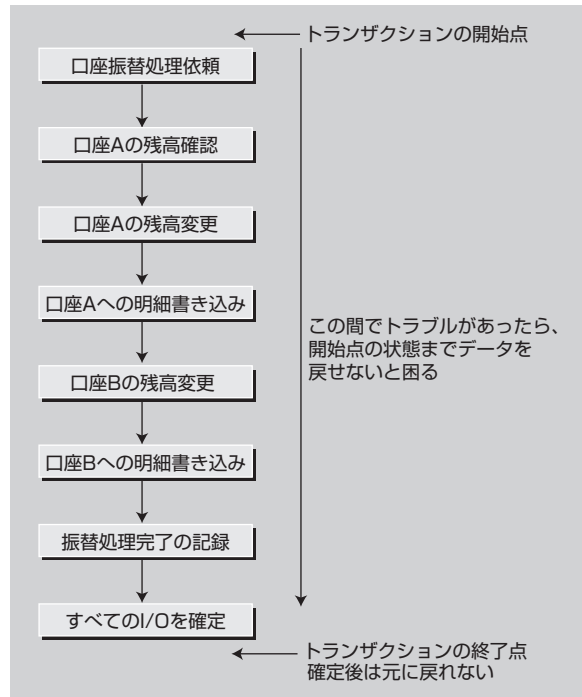 トランザクションの開始点
口座振替処理依頼
口座Aの残高確認
口座Aの残高変更
口座Aへの明細書き込み
この間でトラブルがあったら、
開始点の状態までデータを
戻せないと困る
口座Bの残高変更
口座Bへの明細書き込み
振替処理完了の記録
すべてのI/Oを確定
トランザクションの終了点
確定後は元に戻れない